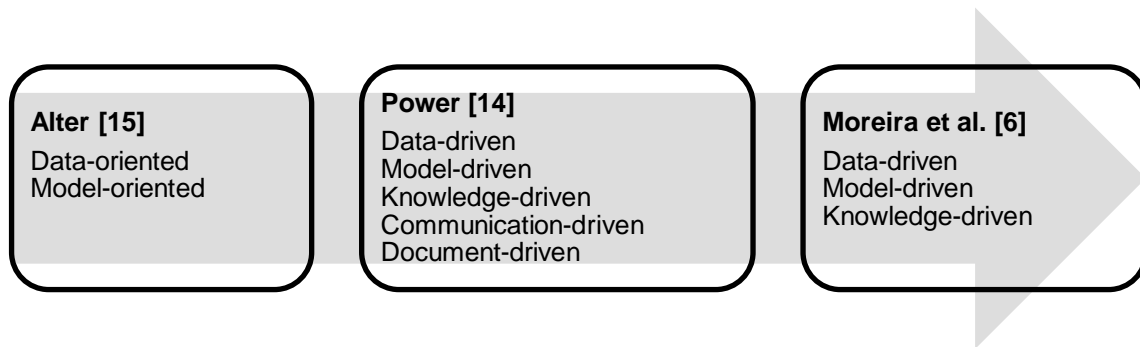 Alter [15]
Data-oriented
Model-oriented
Power [14]
Data-driven
Model-driven
Knowledge-driven
Communication-driven
Document-driven
Moreira et al. [6]
Data-driven
Model-driven
Knowledge-driven